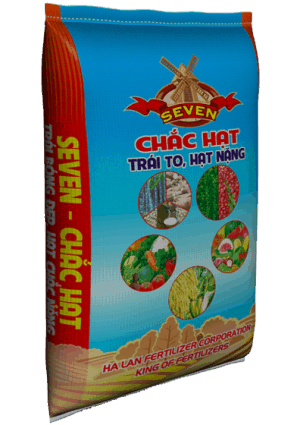 SEVEN
CHẮC HẠT
TRÁI TO, HẠT NẶNG
HA LAN FERTILIZER CORPORATION
KING OF FERTILIZERS
SEVEN - CHẮC HẠT
TRÁI BÓNG ĐẸP, HẠT CHẮC NẶNG